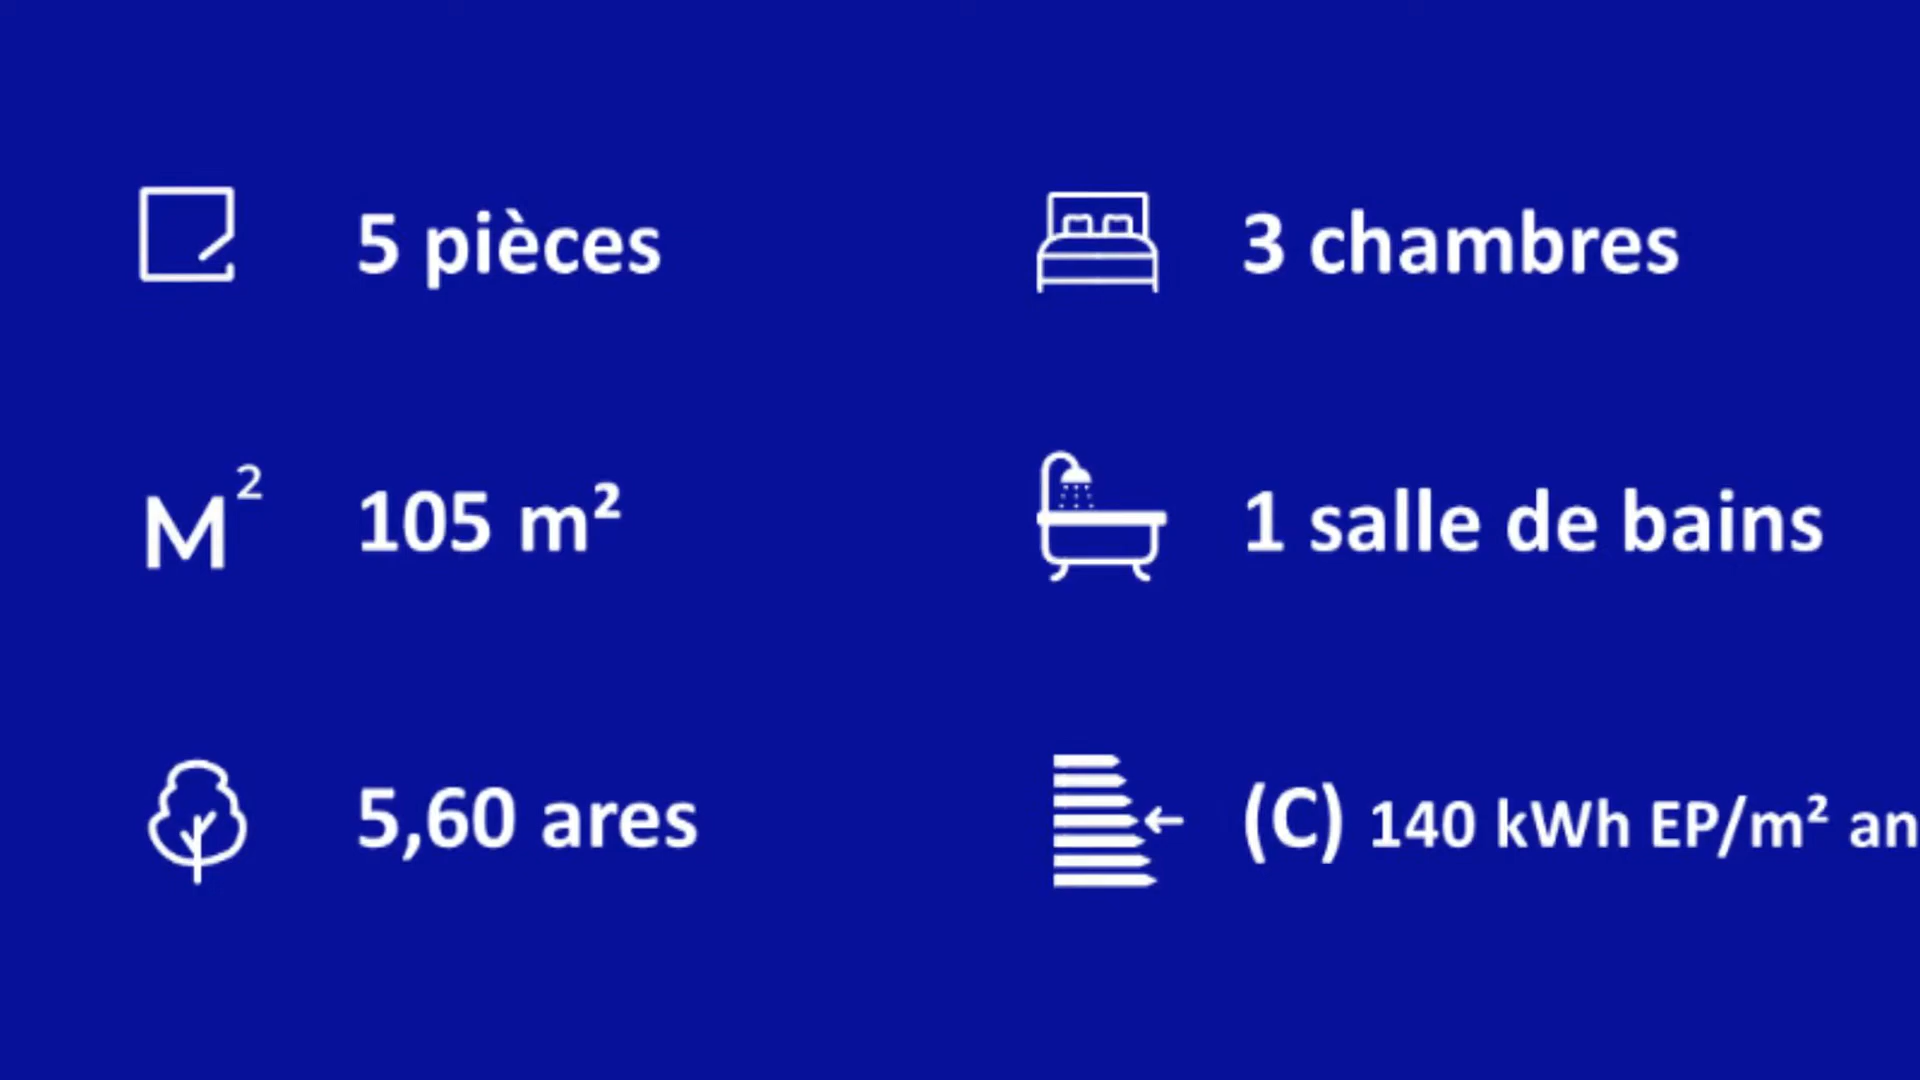 5 pièces
3 chambres
M² 105 m²
1 salle de bains
5,60 ares
(C) 140 kWh EP/m² an